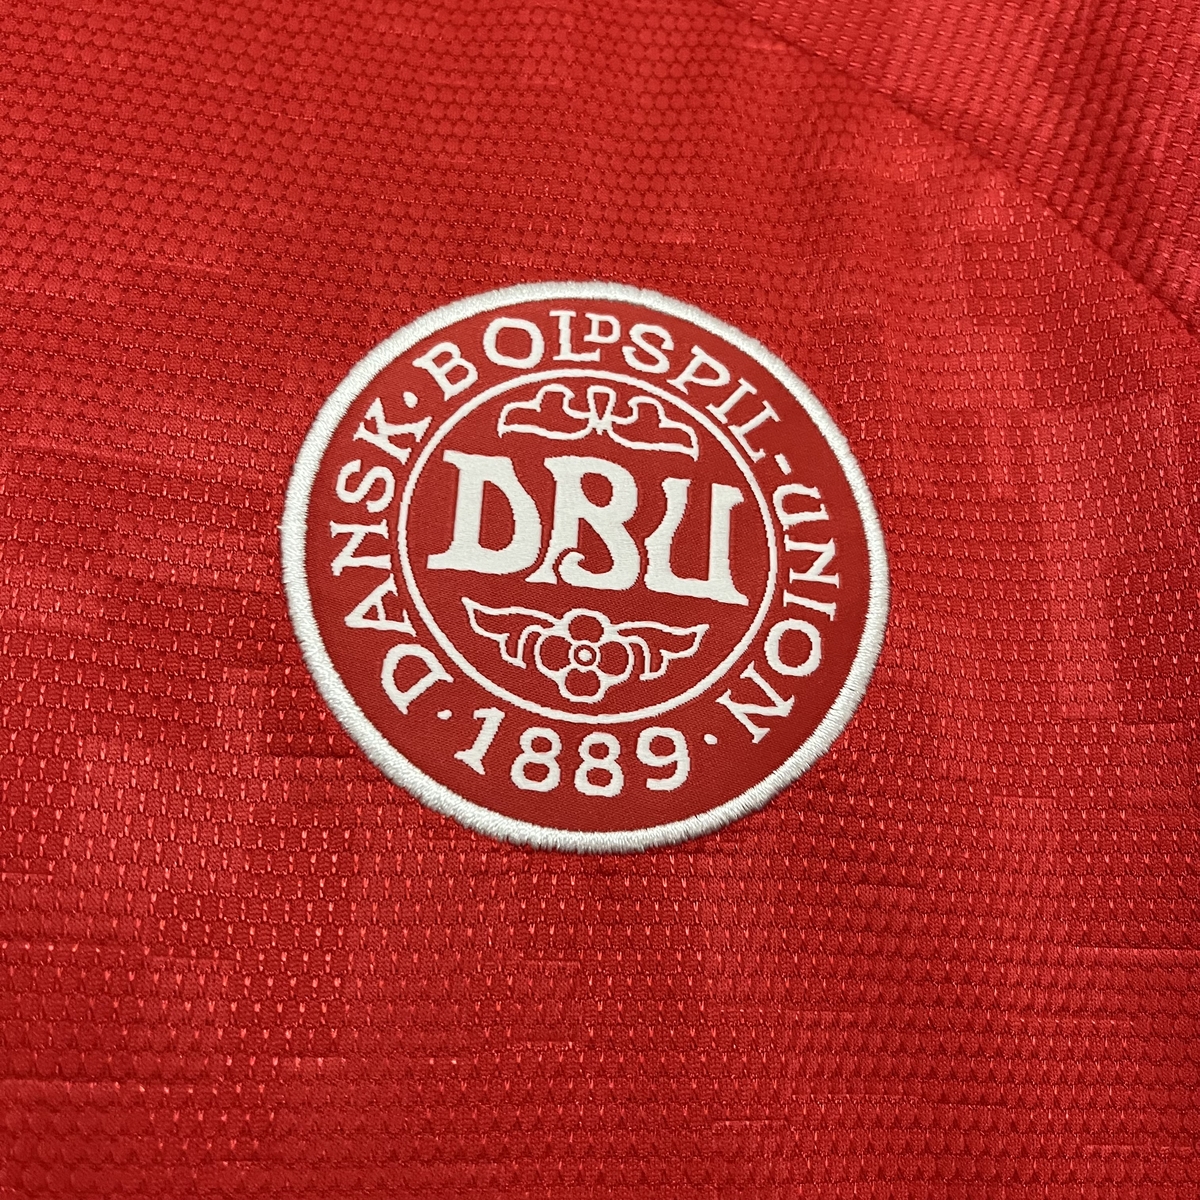 DANSK·BOLDSPIL-UNION
DBU
·1889·